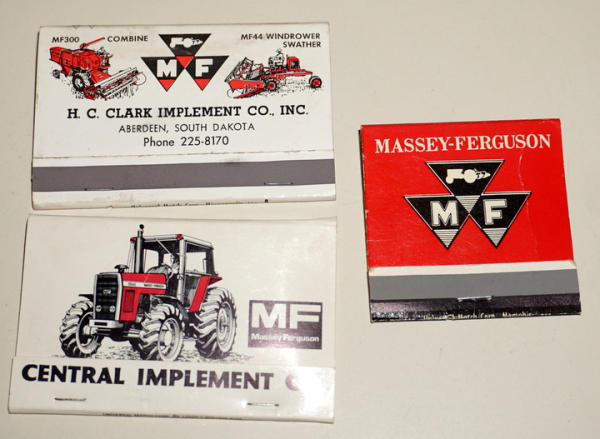 MF300 COMBINE
MF44 WINDROWER
SWATHER
M F
H. C. CLARK IMPLEMENT CO., INC.
ABERDEEN, SOUTH DAKOTA
Phone 225-8170
MASSEY-FERGUSON
M F
MF
Massey Ferguson
CENTRAL IMPLEMENT